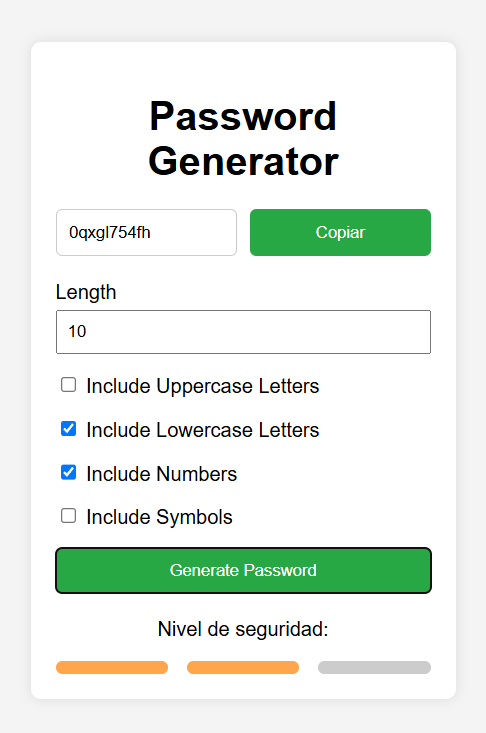 Password
Generator
0qxgl754fh
Copiar
Length
10
Include Uppercase Letters
Include Lowercase Letters
Include Numbers
Include Symbols
Generate Password
Nivel de seguridad: